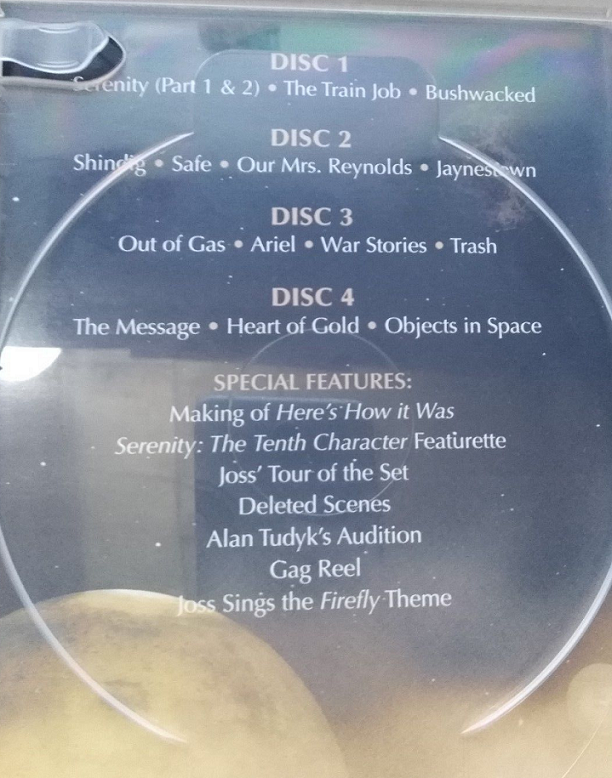 DISC 1
Serenity (Part 1 & 2) • The Train Job • Bushwacked
DISC 2
Shindig • Safe • Our Mrs. Reynolds • Jaynestown
DISC 3
Out of Gas • Ariel • War Stories • Trash
DISC 4
The Message • Heart of Gold • Objects in Space
SPECIAL FEATURES:
Making of Here's How it Was
Serenity: The Tenth Character Featurette
Joss' Tour of the Set
Deleted Scenes
Alan Tudyk's Audition
Gag Reel
Joss Sings the Firefly Theme